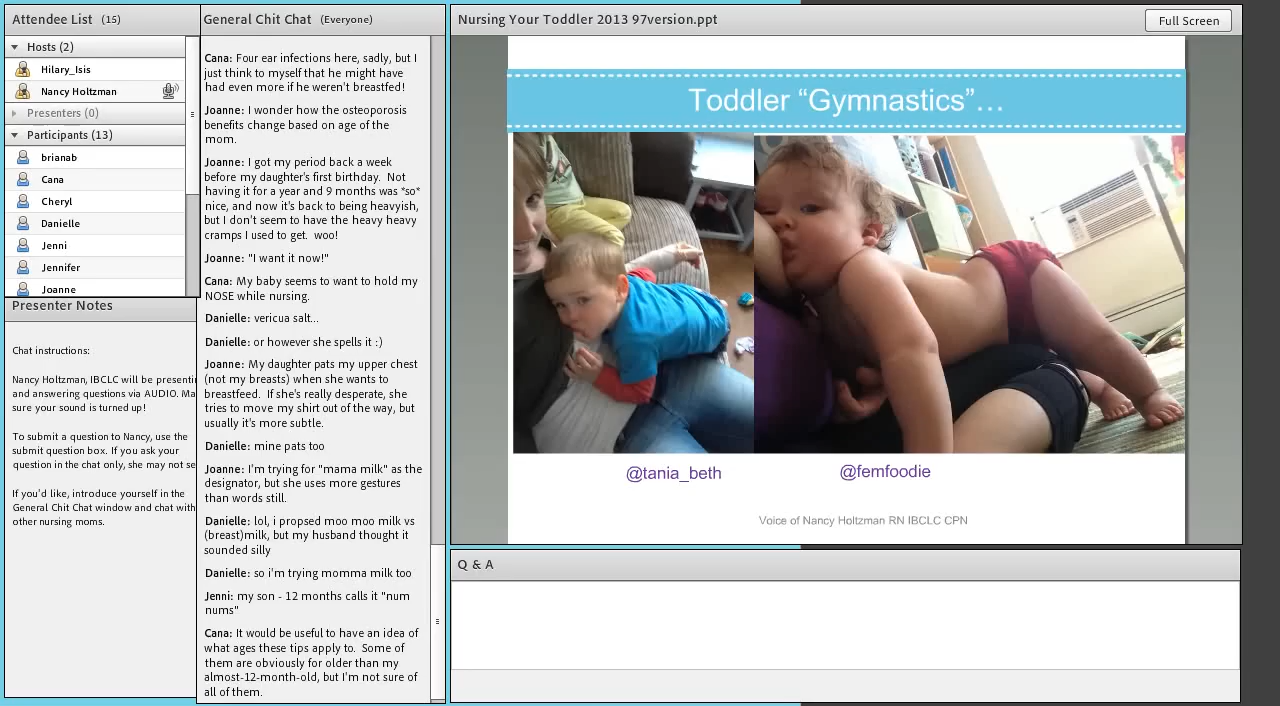 Attendee List (15)
Hosts (2)
Hilary_Isis
Nancy Holtzman
Presenters (0)
Participants (13)
brianab
Cana
Cheryl
Danielle
Jenni
Jennifer
Joanne
Presenter Notes
Chat instructions:
Nancy Holtzman, IBCLC will be presentin
and answering questions via AUDIO. Ma
sure your sound is turned up!
To submit a question to Nancy, use the
submit question box. If you ask your
question in the chat only, she may not se
If you'd like, introduce yourself in the
General Chit Chat window and chat with
other nursing moms.
General Chit Chat (Everyone)
Cana: Four ear infections here, sadly, but I
just think to myself that he might have
had even more if he weren't breastfed!
Joanne: I wonder how the osteoporosis
benefits change based on age of the
mom.
Joanne: I got my period back a week
before my daughter's first birthday. Not
having it for a year and 9 months was *so*
nice, and now it's back to being heavyish,
but I don't seem to have the heavy heavy
cramps I used to get. woo!
Joanne: "I want it now!"
Cana: My baby seems to want to hold my
NOSE while nursing.
Danielle: vericua salt...
Danielle: or however she spells it :)
Joanne: My daughter pats my upper chest
(not my breasts) when she wants to
breastfeed. If she's really desperate, she
tries to move my shirt out of the way, but
usually it's more subtle.
Danielle: mine pats too
Joanne: I'm trying for "mama milk" as the
designator, but she uses more gestures
than words still.
Danielle: lol, i propsed moo moo milk vs
(breast)milk, but my husband thought it
sounded silly
Danielle: so i'm trying momma milk too
Jenni: my son - 12 months calls it "num
nums"
Cana: It would be useful to have an idea of
what ages these tips apply to. Some of
them are obviously for older than my
almost-12-month-old, but I'm not sure of
all of them.
Nursing Your Toddler 2013 97version.ppt
Full Screen
Toddler “Gymnastics”…
@tania_beth
@femfoodie
Voice of Nancy Holtzman RN IBCLC CPN
Q & A